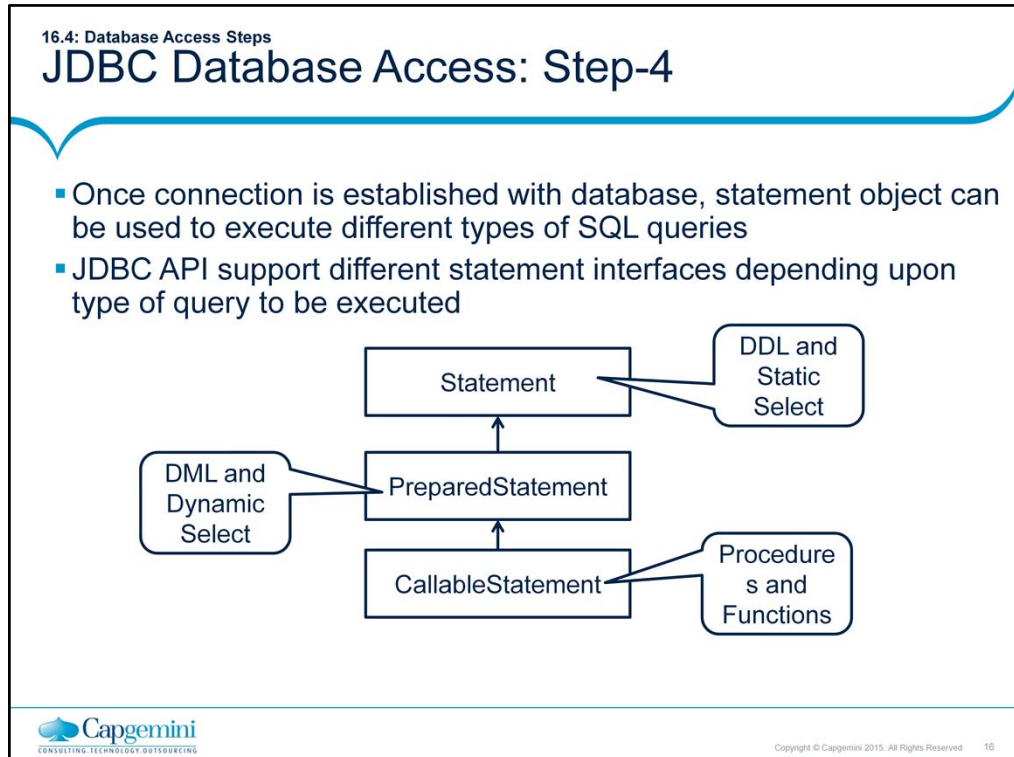 16.4: Database Access Steps
JDBC Database Access: Step-4
▪ Once connection is established with database, statement object can
be used to execute different types of SQL queries
▪ JDBC API support different statement interfaces depending upon
type of query to be executed
Statement
DDL and
Static
Select
DML and
Dynamic
Select
PreparedStatement
CallableStatement
Procedure
s and
Functions
Capgemini
CONSULTING.TECHNOLOGY.OUTSOURCING
Copyright © Capgemini 2015. All Rights Reserved 16